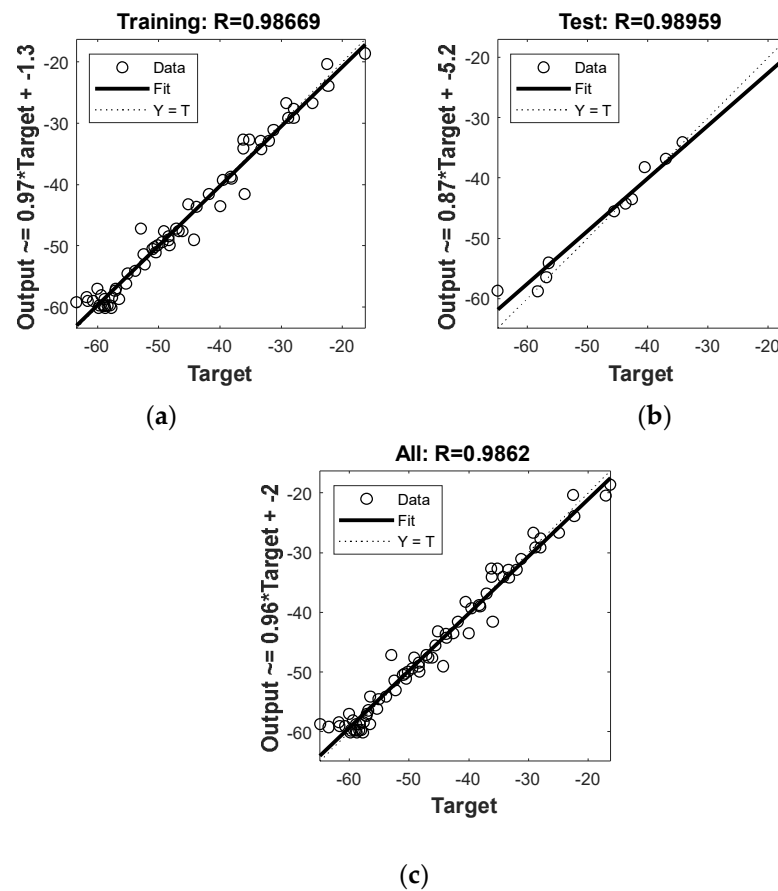 Training: R=0.98669
Output ~= 0.97*Target + -1.3
-20
-30
-40
-50
-60
Data
Fit
Y = T
-60 -50 -40 -30 -20
Target
(a)
Test: R=0.98959
Output ~= 0.87*Target + -5.2
-20
-30
-40
-50
-60
Data
Fit
Y = T
-60 -50 -40 -30 -20
Target
(b)
All: R=0.9862
Output ~= 0.96*Target + -2
-20
-30
-40
-50
-60
Data
Fit
Y = T
-60 -50 -40 -30 -20
Target
(c)